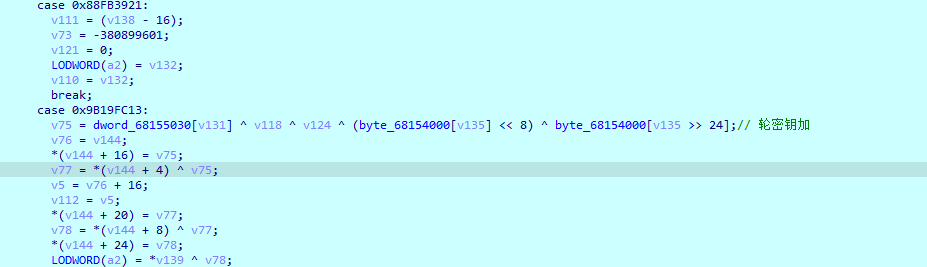 case 0x88FB3921:
v111 = (v138 - 16);
v73 = -380899601;
v121 = 0;
LODWORD(a2) = v132;
v110 = v132;
break;
case 0x9B19FC13:
v75 = dword_68155030[v131] ^ v118 ^ v124 ^ (byte_68154000[v135] << 8) ^ byte_68154000[v135 >> 24];// 轮密钥加
v76 = v144;
*(v144 + 16) = v75;
v77 = *(v144 + 4) ^ v75;
v5 = v76 + 16;
v112 = v5;
*(v144 + 20) = v77;
v78 = *(v144 + 8) ^ v77;
*(v144 + 24) = v78;
LODWORD(a2) = *v139 ^ v78;